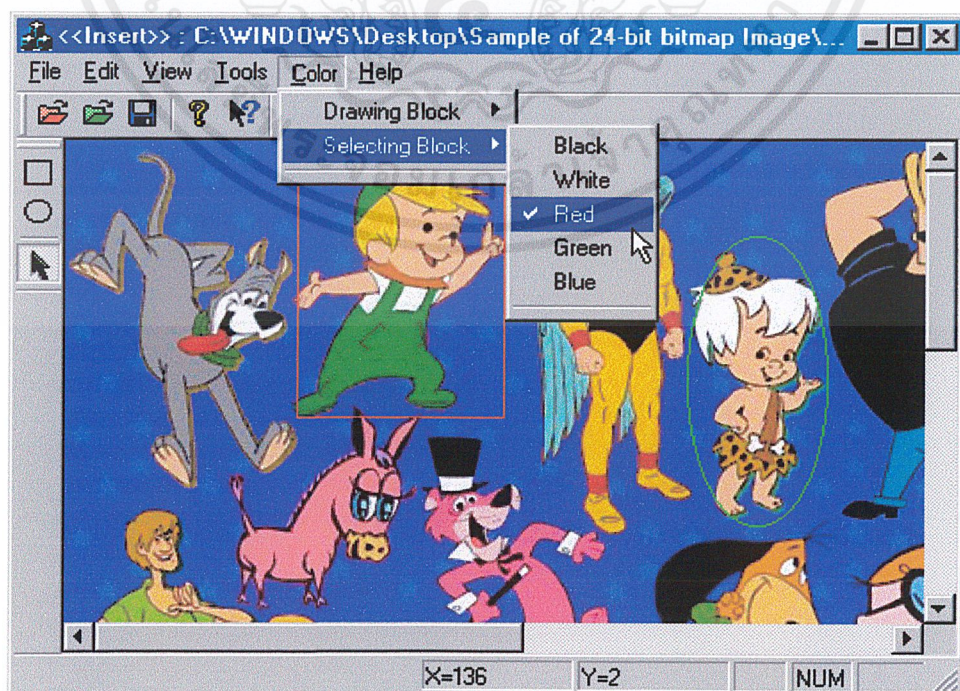 <<Insert>> : C:\WINDOWS\Desktop\Sample of 24-bit bitmap Image\...
File Edit View Tools Color Help
Drawing Block
Selecting Block
Black
White
Red
Green
Blue
X=136 Y=2 NUM